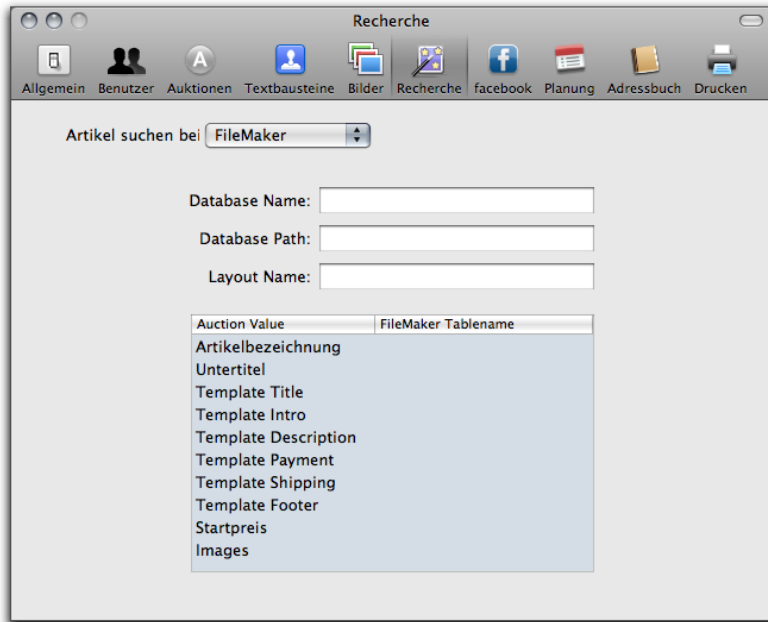 Recherche
Allgemein Benutzer Auktionen Textbausteine Bilder Recherche facebook Planung Adressbuch Drucken
Artikel suchen bei FileMaker
Database Name:
Database Path:
Layout Name:
Auction Value FileMaker Tablename
Artikelbezeichnung
Untertitel
Template Title
Template Intro
Template Description
Template Payment
Template Shipping
Template Footer
Startpreis
Images